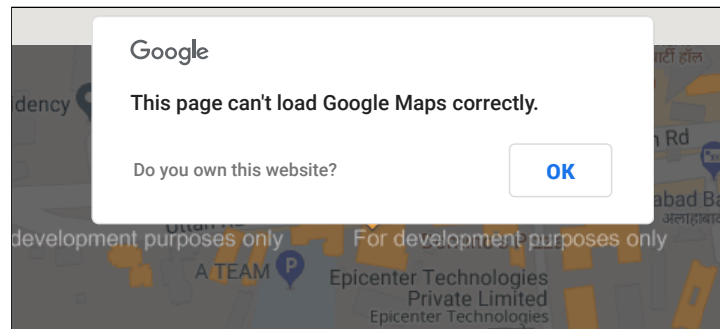 Google
पार्टी हॉल
dency
This page can't load Google Maps correctly.
Rd
Do you own this website?
OK
abad Ba
development purposes only
For development purposes only
A TEAM
P
Epicenter Technologies
Private Limited
Epicenter Technologies